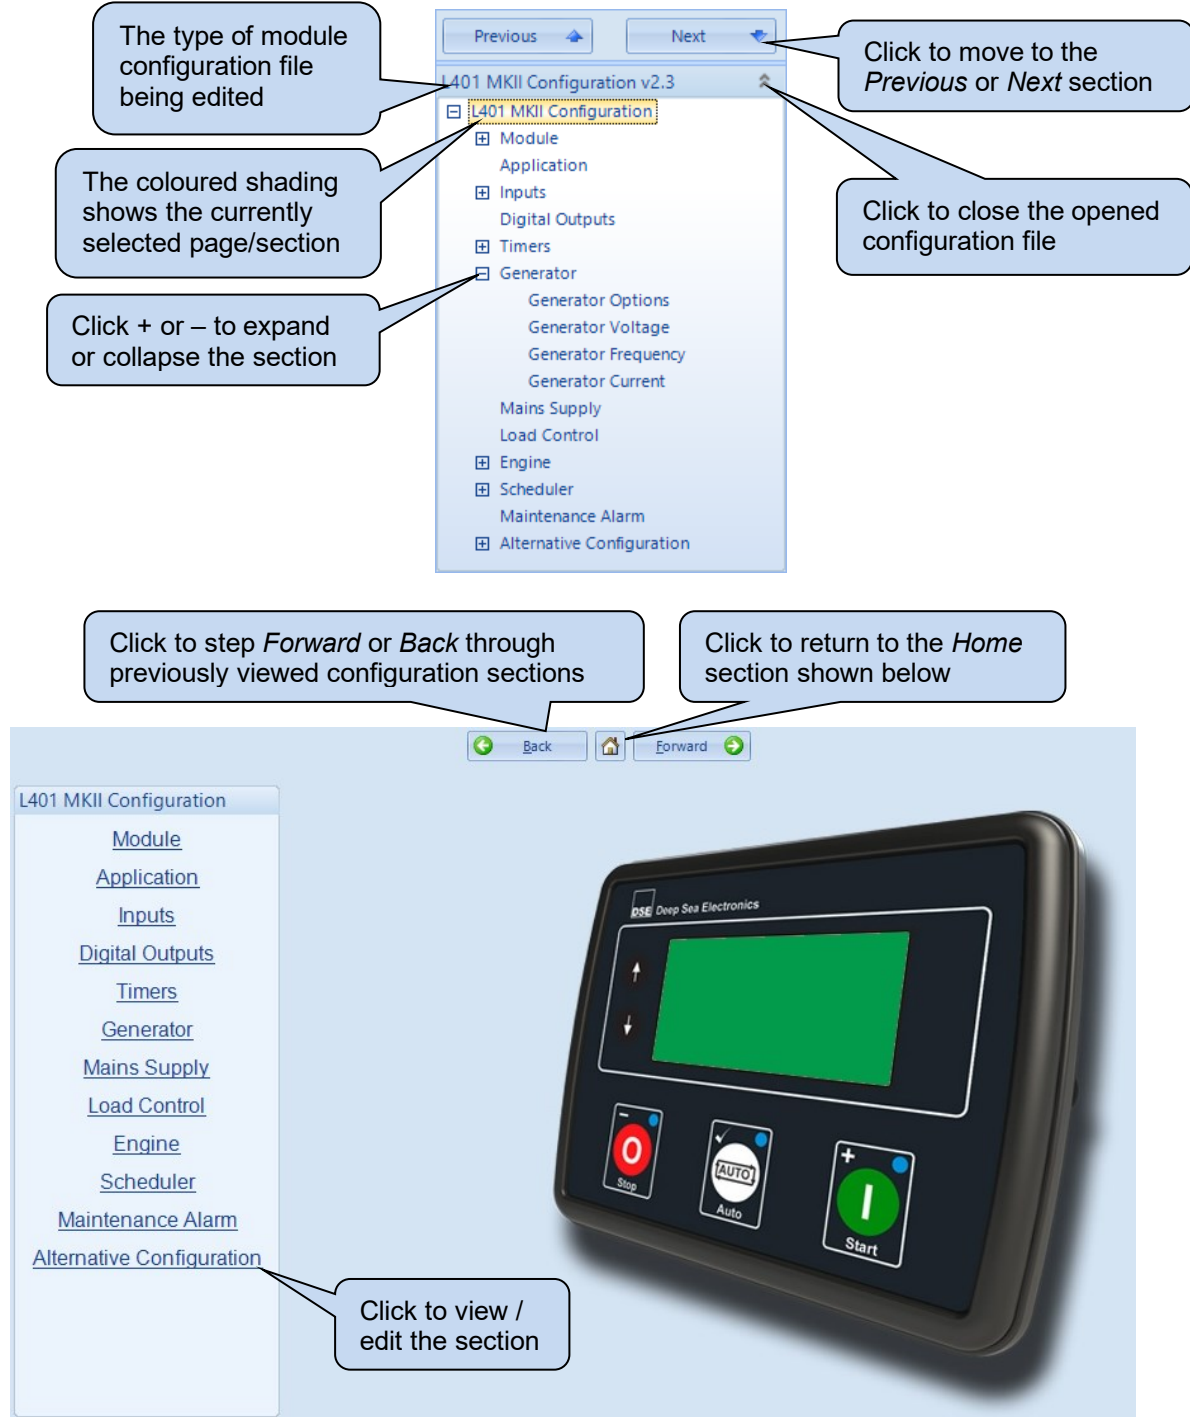 The type of module
configuration file
being edited
Previous
Next
Click to move to the
Previous or Next section
L401 MKII Configuration v2.3
L401 MKII Configuration
Module
Application
Inputs
Digital Outputs
Timers
Generator
Generator Options
Generator Voltage
Generator Frequency
Generator Current
Mains Supply
Load Control
Engine
Scheduler
Maintenance Alarm
Alternative Configuration
The coloured shading
shows the currently
selected page/section
Click to close the opened
configuration file
Click + or – to expand
or collapse the section
Click to step Forward or Back through
previously viewed configuration sections
Click to return to the Home
section shown below
Back
Forward
L401 MKII Configuration
Module
Application
Inputs
Digital Outputs
Timers
Generator
Mains Supply
Load Control
Engine
Scheduler
Maintenance Alarm
Alternative Configuration
Click to view /
edit the section
DSE Deep Sea Electronics
Stop
AUTO
Auto
Start